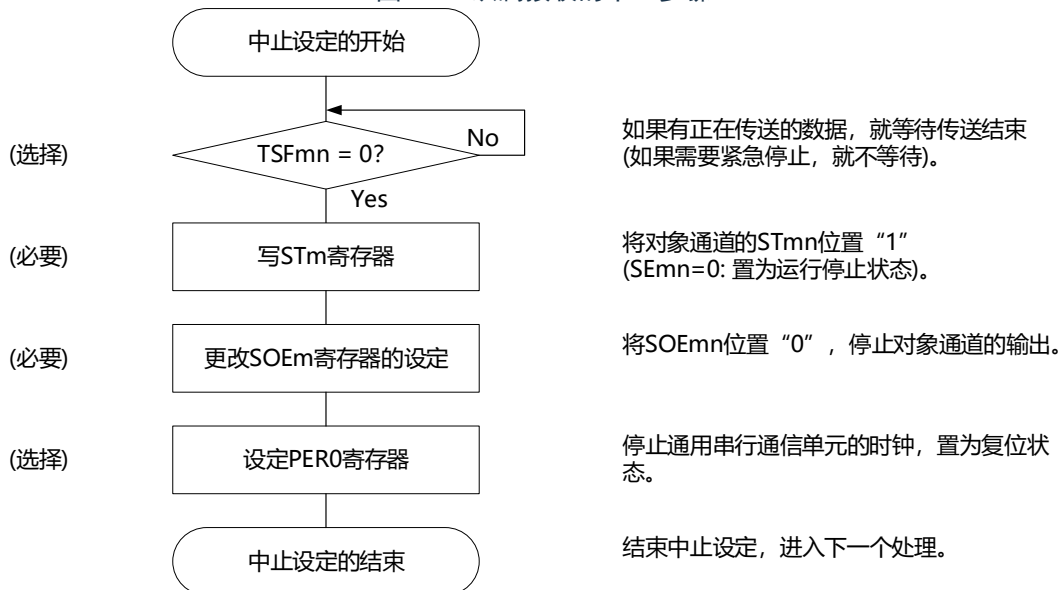 中止设定的开始
No
如果有正在传送的数据，就等待传送结束
(选择)
TSFmn = 0?
(如果需要紧急停止，就不等待)。
Yes
(必要)
写STm寄存器
将对象通道的STmn位置“1”
(SEmn=0: 置为运行停止状态)。
(必要)
更改SOEm寄存器的设定
将SOEmn位置“0”，停止对象通道的输出。
(选择)
设定PER0寄存器
停止通用串行通信单元的时钟，置为复位状
态。
中止设定的结束
结束中止设定，进入下一个处理。